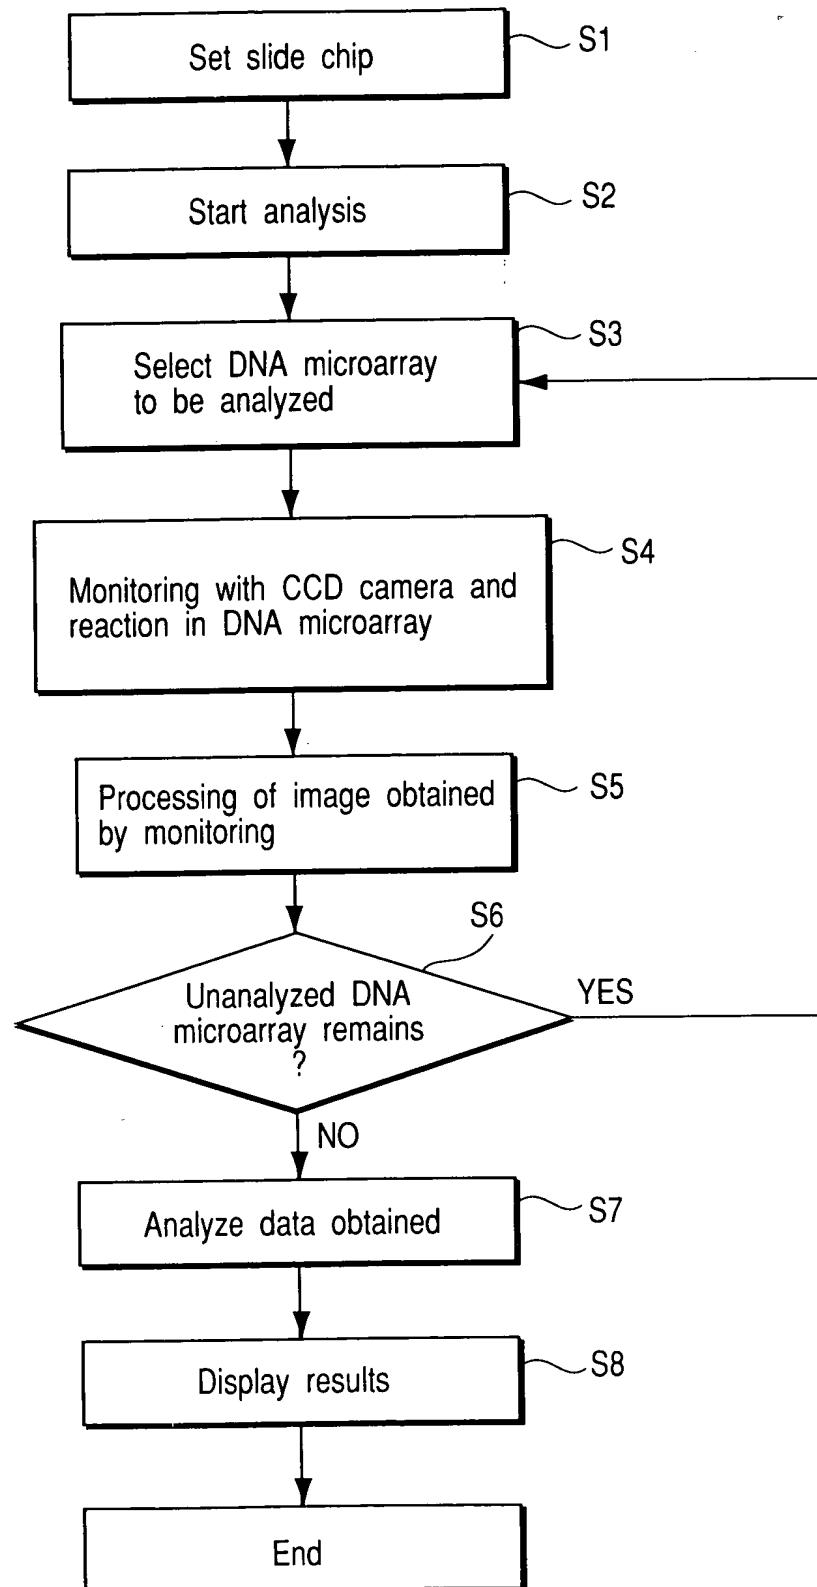 Set slide chip
S1
Start analysis
S2
Select DNA microarray
to be analyzed
S3
Monitoring with CCD camera and
reaction in DNA microarray
S4
Processing of image obtained
by monitoring
S5
S6
Unanalyzed DNA
microarray remains
?
YES
NO
Analyze data obtained
S7
Display results
S8
End